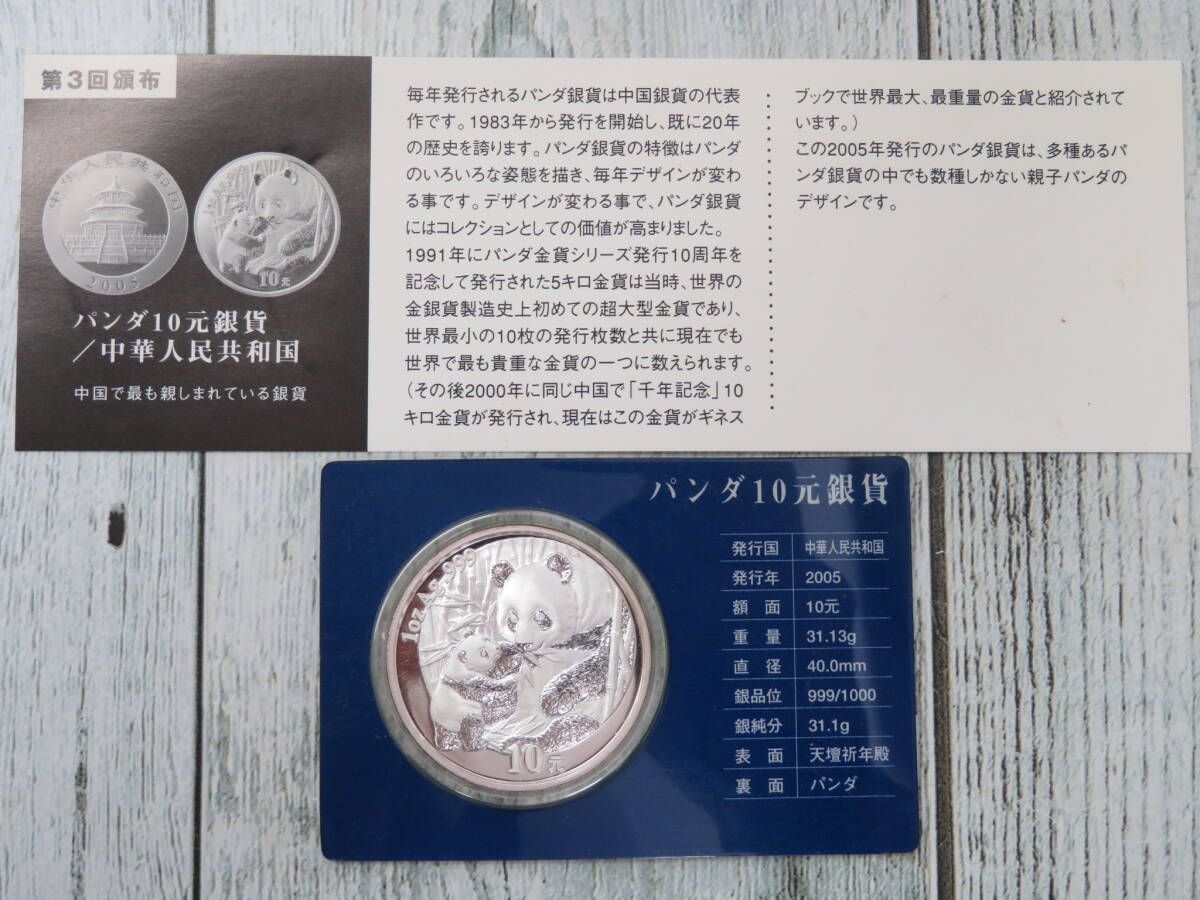 第3回頒布
中華人民共和国
2005
10元
パンダ10元銀貨
／中華人民共和国
中国で最も親しまれている銀貨
毎年発行されるパンダ銀貨は中国銀貨の代表
作です。1983年から発行を開始し、既に20年
の歴史を誇ります。パンダ銀貨の特徴はパンダ
のいろいろな姿態を描き、毎年デザインが変わ
る事です。デザインが変わる事で、パンダ銀貨
にはコレクションとしての価値が高まりました。
1991年にパンダ金貨シリーズ発行10周年を
記念して発行された5キロ金貨は当時、世界の
金銀貨製造史上初めての超大型金貨であり、
世界最小の10枚の発行枚数と共に現在でも
世界で最も貴重な金貨の一つに数えられます。
（その後2000年に同じ中国で「千年記念」10
キロ金貨が発行され、現在はこの金貨がギネス
ブックで世界最大、最重量の金貨と紹介されて
います。）
この2005年発行のパンダ銀貨は、多種あるパ
ンダ銀貨の中でも数種しかない親子パンダの
デザインです。
パンダ10元銀貨
発行国 中華人民共和国
発行年 2005
額面 10元
重量 31.13g
直径 40.0mm
銀品位 999/1000
銀純分 31.1g
表面 天壇祈年殿
裏面 パンダ
1oz Ag .999
10元